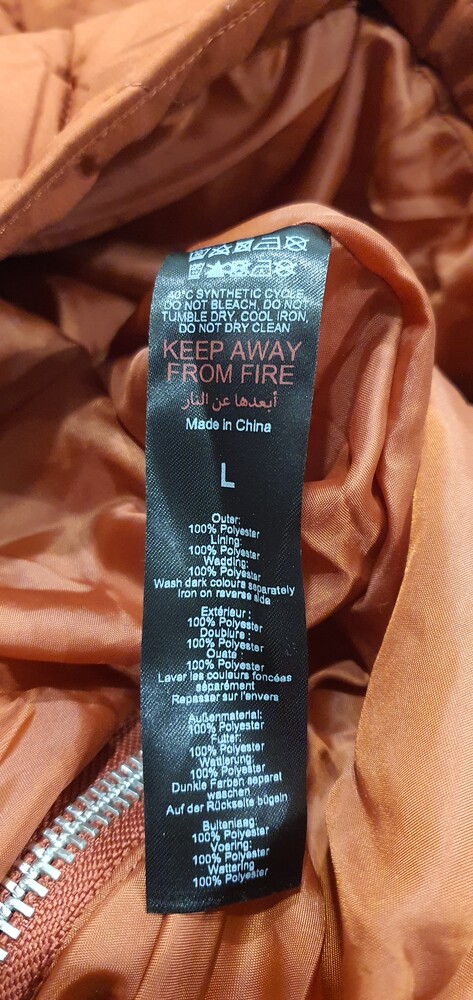 40°C SYNTHETIC CYCLE,
DO NOT BLEACH, DO NOT
TUMBLE DRY, COOL IRON,
DO NOT DRY CLEAN
KEEP AWAY
FROM FIRE
أبعدها عن النار
Made in China
L
Outer:
100% Polyester
Lining:
100% Polyester
Wadding:
100% Polyester
Wash dark colours separately
Iron on reverse side
Extérieur :
100% Polyester
Doublure :
100% Polyester
Ouate :
100% Polyester
Laver les couleurs foncées
séparément
Repasser sur l'envers
Außenmaterial:
100% Polyester
Futter:
100% Polyester
Wattierung:
100% Polyester
Dunkle Farben separat
waschen
Auf der Rückseite bügeln
Buitenlaag:
100% Polyester
Voering:
100% Polyester
Wattering
100% Polyester